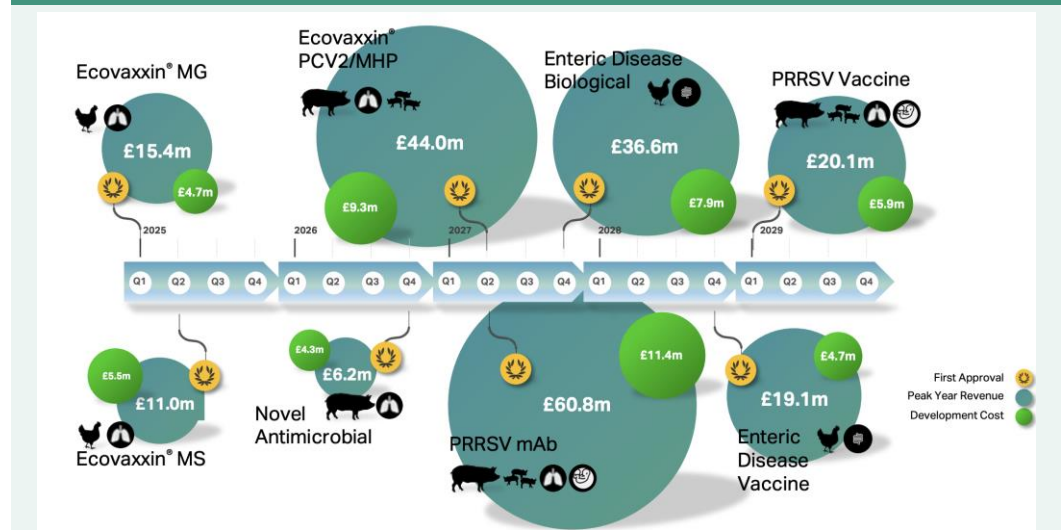 Ecovaxxin® MG
£15.4m
£4.7m
Ecovaxxin®
PCV2/MHP
£44.0m
£9.3m
Enteric Disease
Biological
£36.6m
£7.9m
PRRSV Vaccine
£20.1m
£5.9m
2025
2026
2027
2028
2029
Q1 Q2 Q3 Q4 Q1 Q2 Q3 Q4 Q1 Q2 Q3 Q4 Q1 Q2 Q3 Q4 Q1 Q2 Q3 Q4
£5.5m
£11.0m
Ecovaxxin® MS
£4.3m
£6.2m
Novel
Antimicrobial
£11.4m
£60.8m
PRRSV mAb
£4.7m
£19.1m
Enteric
Disease
Vaccine
First Approval
Peak Year Revenue
Development Cost